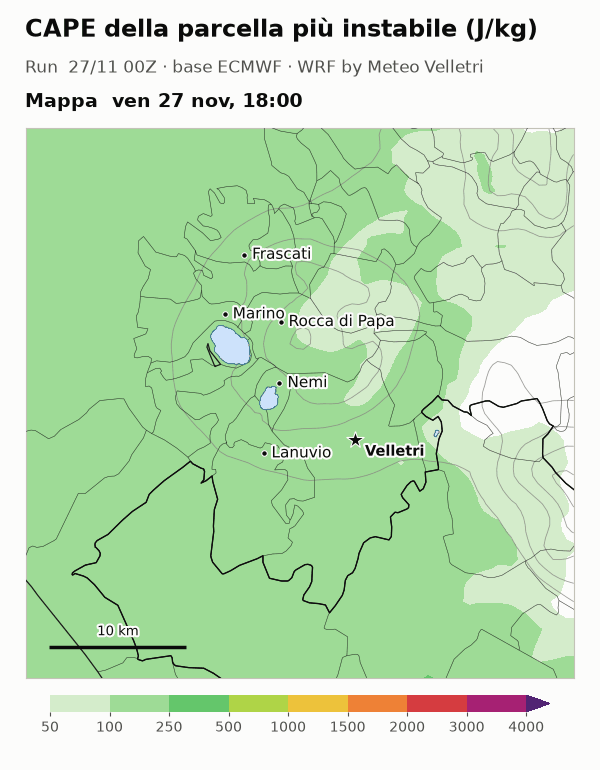 CAPE della parcella più instabile (J/kg)
Run  27/11 00Z · base ECMWF · WRF by Meteo Velletri
Mappa  ven 27 nov, 18:00
Frascati
Marino
Rocca di Papa
Nemi
Velletri
Lanuvio
10 km
50 100 250 500 1000 1500 2000 3000 4000